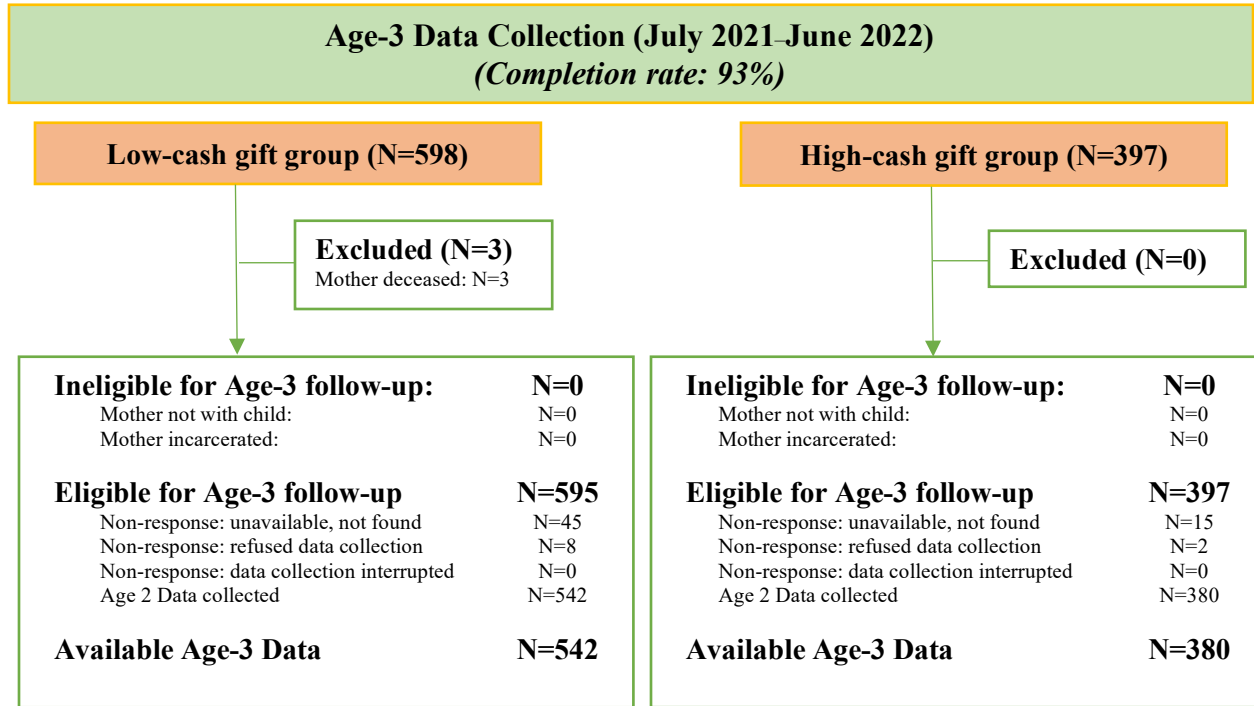 Age-3 Data Collection (July 2021–June 2022)
(Completion rate: 93%)
Low-cash gift group (N=598)
Excluded (N=3)
Mother deceased: N=3
Ineligible for Age-3 follow-up: N=0
Mother not with child: N=0
Mother incarcerated: N=0
Eligible for Age-3 follow-up N=595
Non-response: unavailable, not found N=45
Non-response: refused data collection N=8
Non-response: data collection interrupted N=0
Age 2 Data collected N=542
Available Age-3 Data N=542
High-cash gift group (N=397)
Excluded (N=0)
Ineligible for Age-3 follow-up: N=0
Mother not with child: N=0
Mother incarcerated: N=0
Eligible for Age-3 follow-up N=397
Non-response: unavailable, not found N=15
Non-response: refused data collection N=2
Non-response: data collection interrupted N=0
Age 2 Data collected N=380
Available Age-3 Data N=380